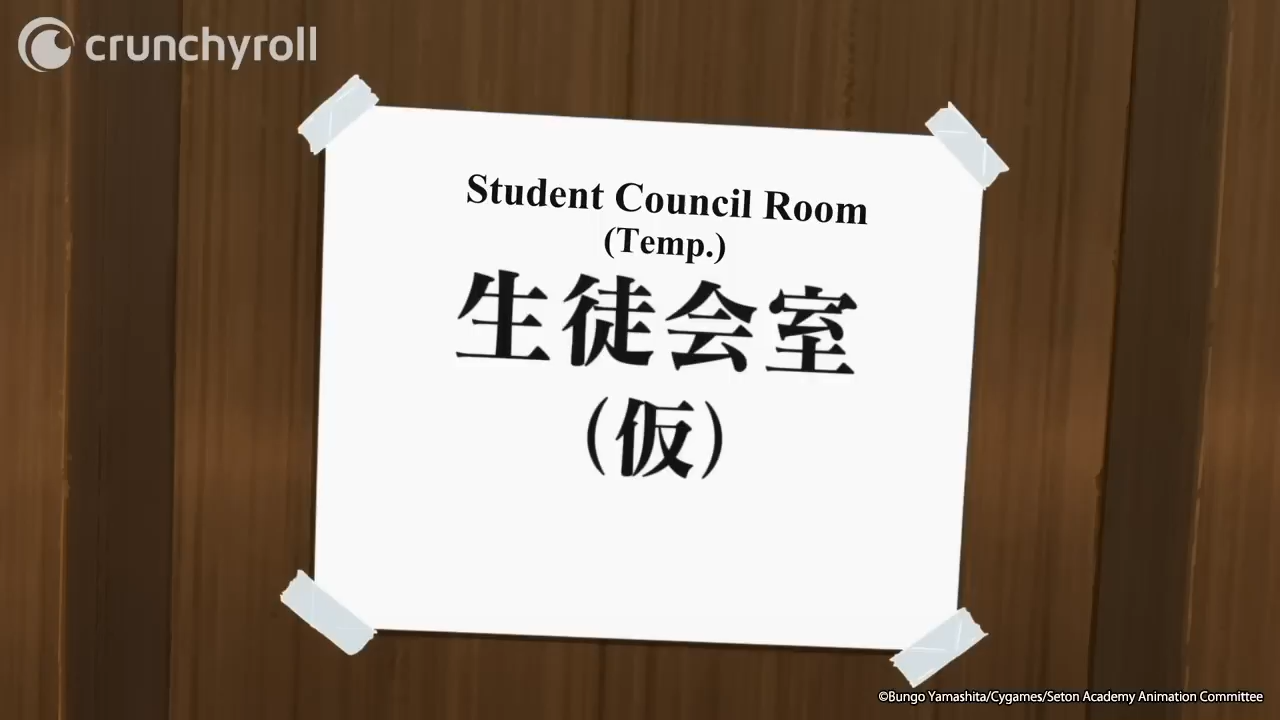 crunchyroll
Student Council Room
(Temp.)
生徒会室
（仮）
©Bungo Yamashita/Cygames/Seton Academy Animation Committee